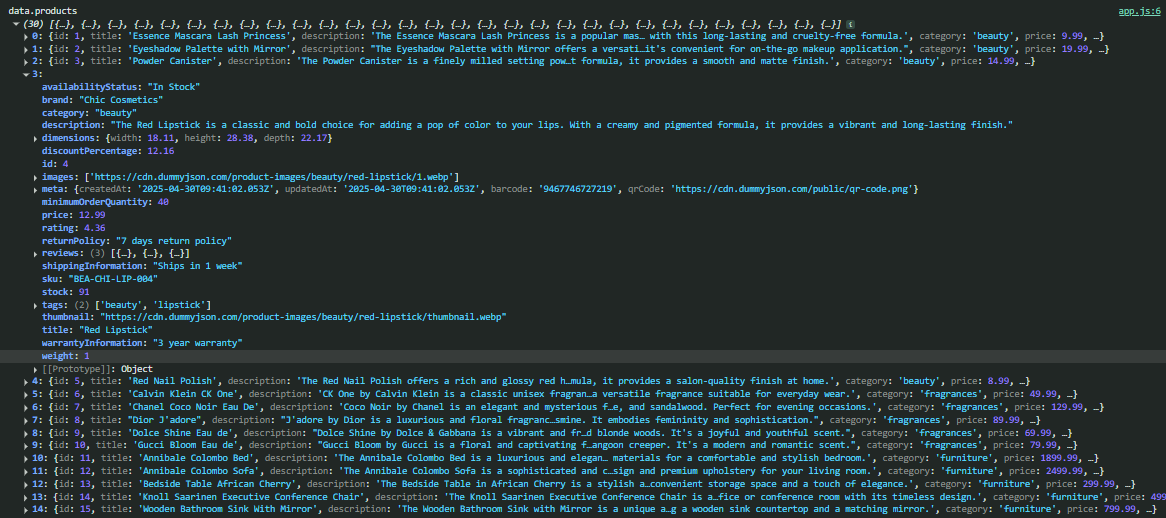 data.products app.js:6
(30) [{…}, {…}, {…}, {…}, {…}, {…}, {…}, {…}, {…}, {…}, {…}, {…}, {…}, {…}, {…}, {…}, {…}, {…}, {…}, {…}, {…}, {…}, {…}, {…}, {…}, {…}, {…}, {…}, {…}, {…}] i
0: {id: 1, title: 'Essence Mascara Lash Princess', description: 'The Essence Mascara Lash Princess is a popular mas… with this long-lasting and cruelty-free formula.', category: 'beauty', price: 9.99, …}
1: {id: 2, title: 'Eyeshadow Palette with Mirror', description: "The Eyeshadow Palette with Mirror offers a versati…it's convenient for on-the-go makeup application.", category: 'beauty', price: 19.99, …}
2: {id: 3, title: 'Powder Canister', description: 'The Powder Canister is a finely milled setting pow…t formula, it provides a smooth and matte finish.', category: 'beauty', price: 14.99, …}
3:
availabilityStatus: "In Stock"
brand: "Chic Cosmetics"
category: "beauty"
description: "The Red Lipstick is a classic and bold choice for adding a pop of color to your lips. With a creamy and pigmented formula, it provides a vibrant and long-lasting finish."
dimensions: {width: 18.11, height: 28.38, depth: 22.17}
discountPercentage: 12.16
id: 4
images: ['https://cdn.dummyjson.com/product-images/beauty/red-lipstick/1.webp']
meta: {createdAt: '2025-04-30T09:41:02.053Z', updatedAt: '2025-04-30T09:41:02.053Z', barcode: '9467746727219', qrCode: 'https://cdn.dummyjson.com/public/qr-code.png'}
minimumOrderQuantity: 40
price: 12.99
rating: 4.36
returnPolicy: "7 days return policy"
reviews: (3) [{…}, {…}, {…}]
shippingInformation: "Ships in 1 week"
sku: "BEA-CHI-LIP-004"
stock: 91
tags: (2) ['beauty', 'lipstick']
thumbnail: "https://cdn.dummyjson.com/product-images/beauty/red-lipstick/thumbnail.webp"
title: "Red Lipstick"
warrantyInformation: "3 year warranty"
weight: 1
[[Prototype]]: Object
4: {id: 5, title: 'Red Nail Polish', description: 'The Red Nail Polish offers a rich and glossy red h…mula, it provides a salon-quality finish at home.', category: 'beauty', price: 8.99, …}
5: {id: 6, title: 'Calvin Klein CK One', description: 'CK One by Calvin Klein is a classic unisex fragran…a versatile fragrance suitable for everyday wear.', category: 'fragrances', price: 49.99, …}
6: {id: 7, title: 'Chanel Coco Noir Eau De', description: 'Coco Noir by Chanel is an elegant and mysterious f…e, and sandalwood. Perfect for evening occasions.', category: 'fragrances', price: 129.99, …}
7: {id: 8, title: "Dior J'adore", description: "J'adore by Dior is a luxurious and floral fragranc…smine. It embodies femininity and sophistication.", category: 'fragrances', price: 89.99, …}
8: {id: 9, title: 'Dolce Shine Eau de', description: "Dolce Shine by Dolce & Gabbana is a vibrant and fr…d blonde woods. It's a joyful and youthful scent.", category: 'fragrances', price: 69.99, …}
9: {id: 10, title: 'Gucci Bloom Eau de', description: "Gucci Bloom by Gucci is a floral and captivating f…angoon creeper. It's a modern and romantic scent.", category: 'fragrances', price: 79.99, …}
10: {id: 11, title: 'Annibale Colombo Bed', description: 'The Annibale Colombo Bed is a luxurious and elegan… materials for a comfortable and stylish bedroom.', category: 'furniture', price: 1899.99, …}
11: {id: 12, title: 'Annibale Colombo Sofa', description: 'The Annibale Colombo Sofa is a sophisticated and c…sign and premium upholstery for your living room.', category: 'furniture', price: 2499.99, …}
12: {id: 13, title: 'Bedside Table African Cherry', description: 'The Bedside Table in African Cherry is a stylish a…convenient storage space and a touch of elegance.', category: 'furniture', price: 299.99, …}
13: {id: 14, title: 'Knoll Saarinen Executive Conference Chair', description: 'The Knoll Saarinen Executive Conference Chair is a…fice or conference room with its timeless design.', category: 'furniture', price: 499
14: {id: 15, title: 'Wooden Bathroom Sink With Mirror', description: 'The Wooden Bathroom Sink with Mirror is a unique a…g a wooden sink countertop and a matching mirror.', category: 'furniture', price: 799.99, …}